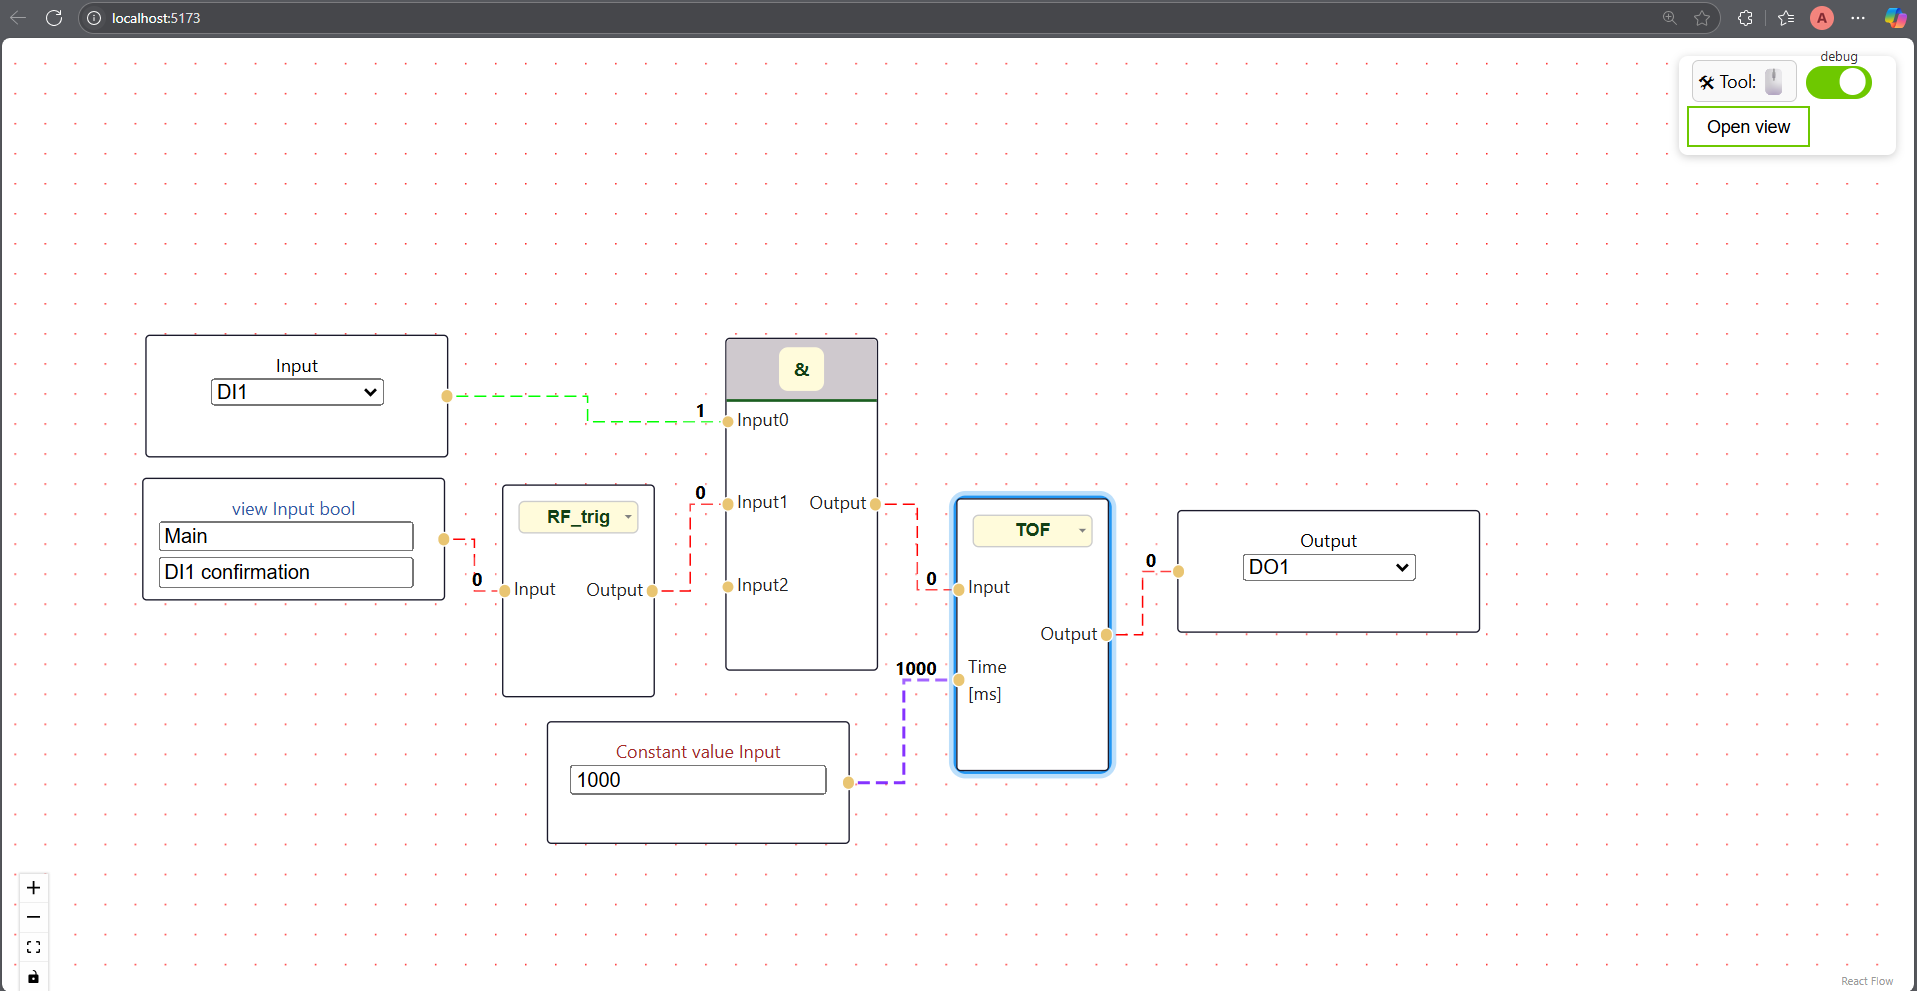 localhost:5173
A
debug
🛠 Tool:
Open view
Input
DI1
&
1
Input0
view Input bool
Main
DI1 confirmation
RF_trig
0
Input1
Output
TOF
Output
DO1
0
0
Input
Output
Input2
0
Input
Output
1000
Time
[ms]
Constant value Input
1000
React Flow